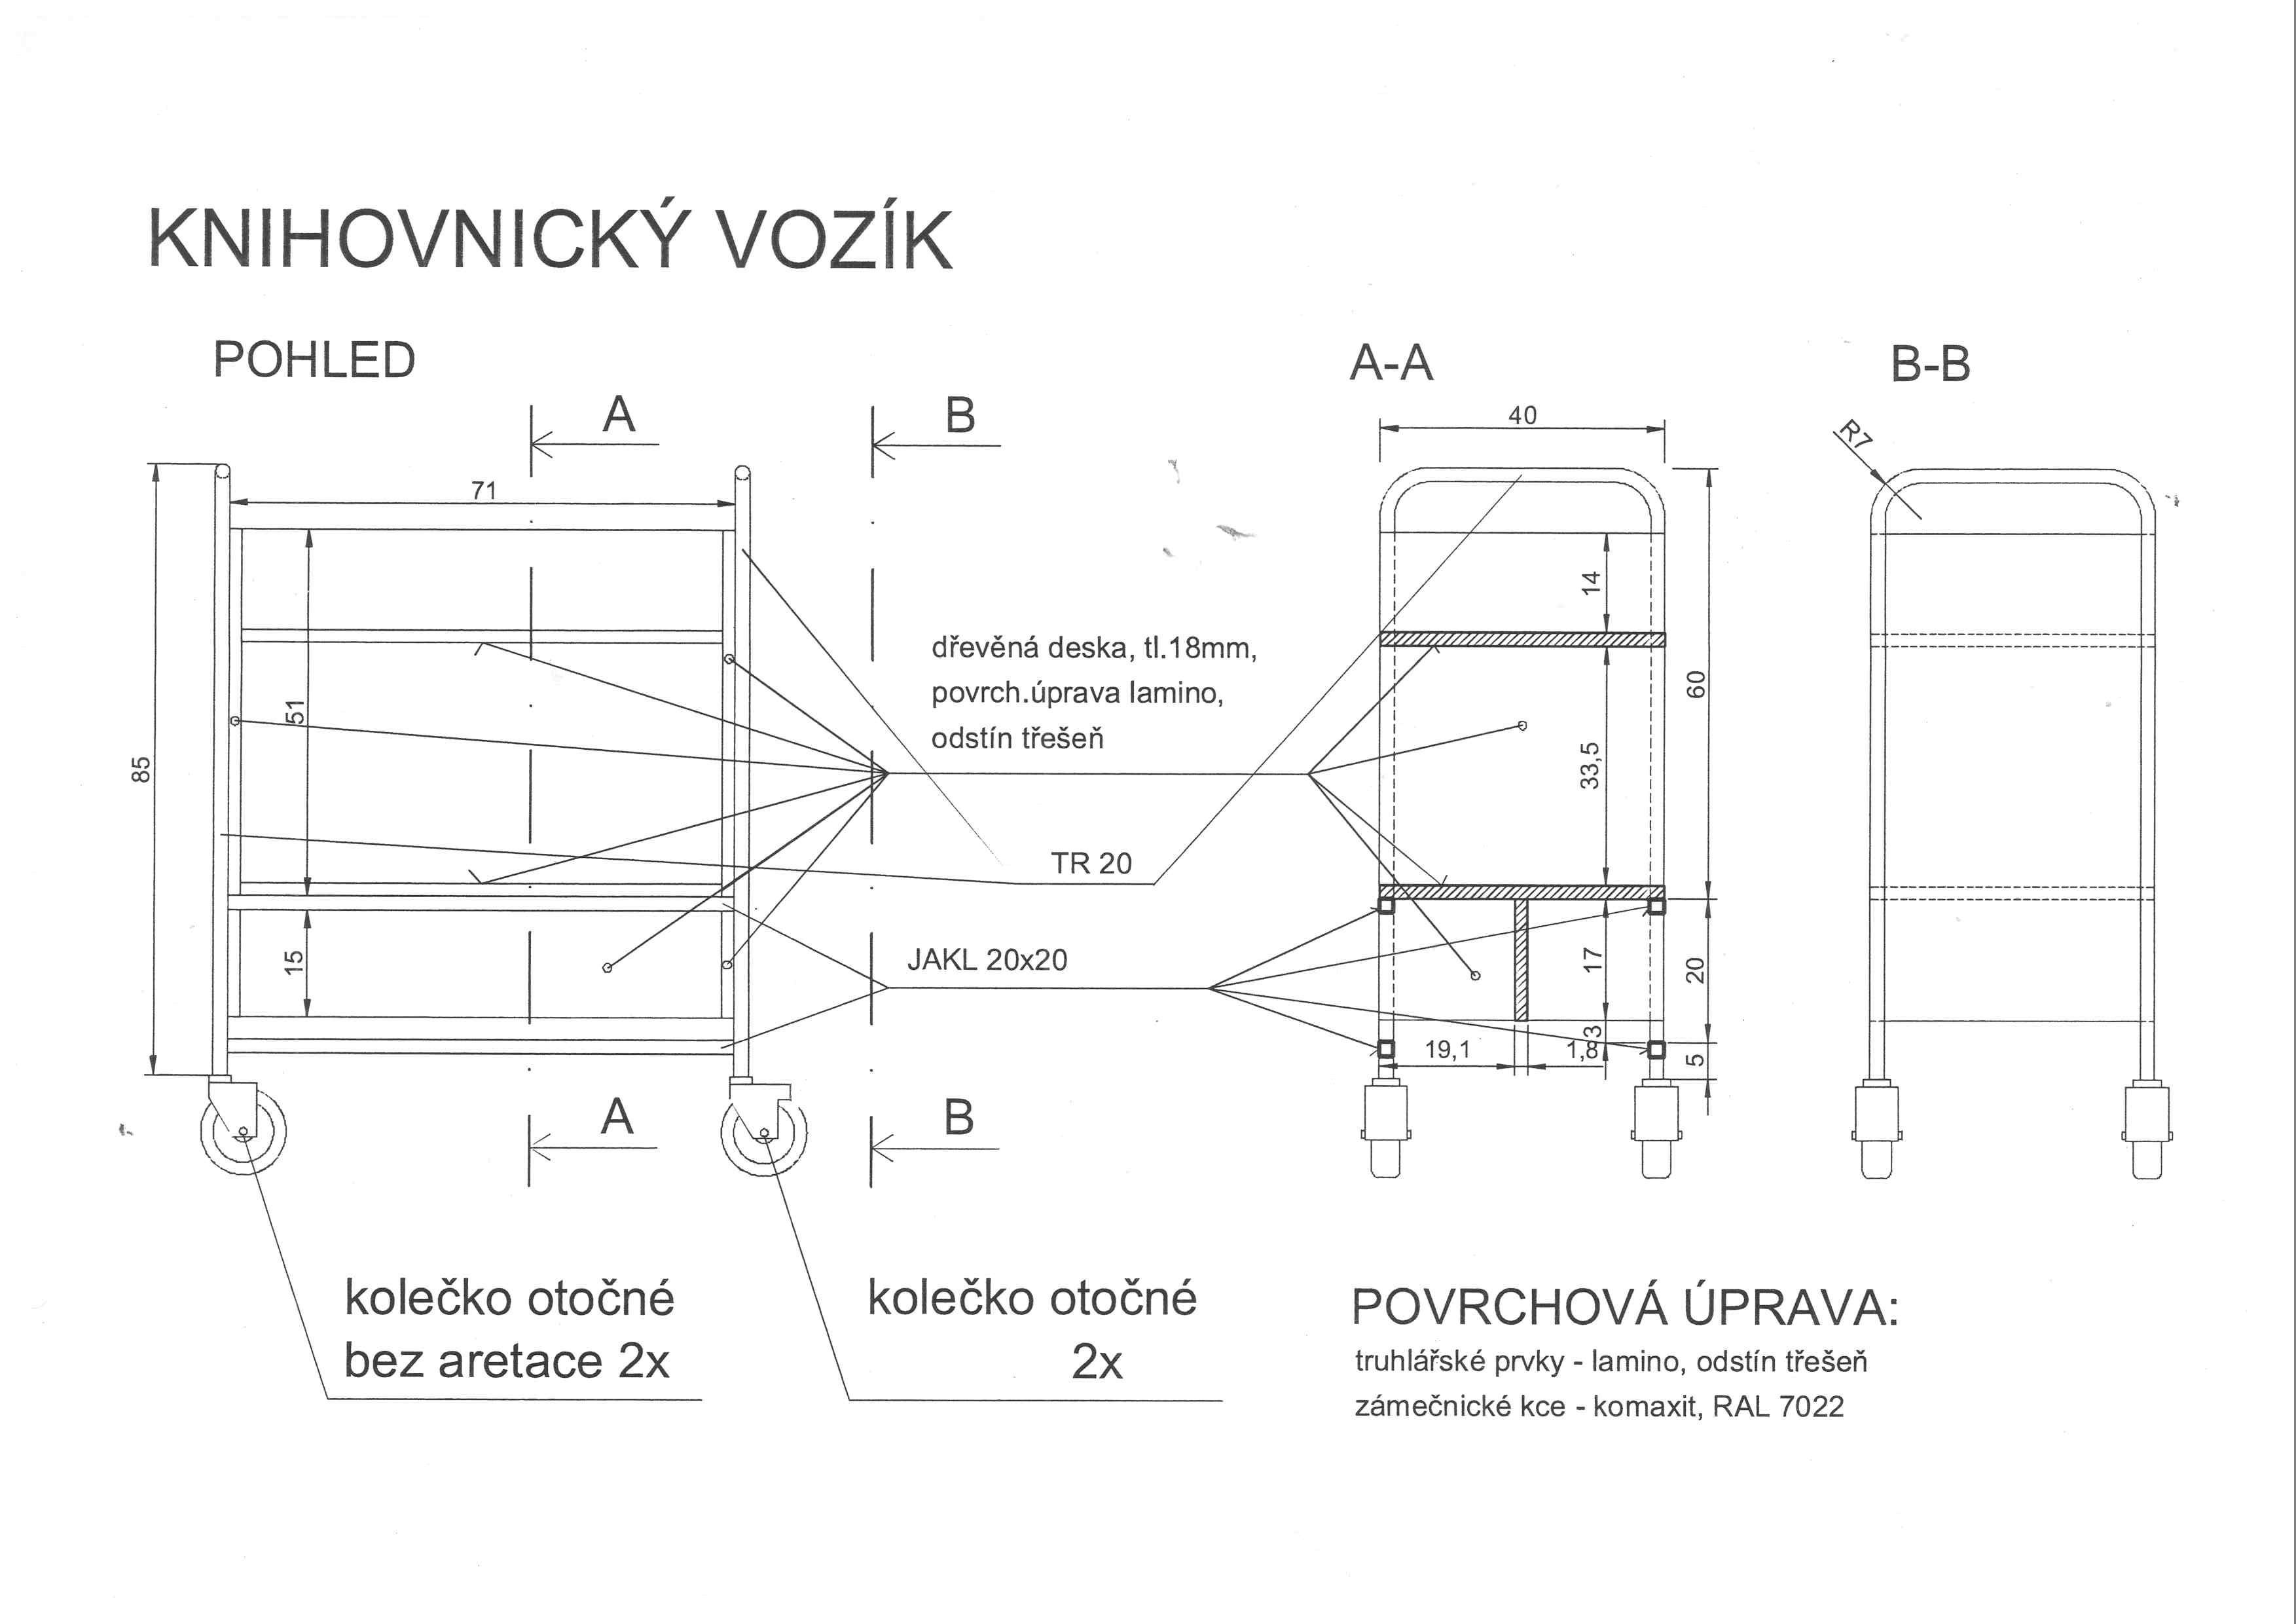 KNIHOVNICKÝ VOZÍK
POHLED
A-A
B-B
A
B
40
R7
71
14
51
dřevěná deska, tl.18mm,
povrch.úprava lamino,
odstín třešeň
60
85
33,5
TR 20
15
JAKL 20x20
17
20
3
19,1
1,8
5
A
B
kolečko otočné
bez aretace 2x
kolečko otočné
2x
POVRCHOVÁ ÚPRAVA:
truhlářské prvky - lamino, odstín třešeň
zámečnické kce - komaxit, RAL 7022